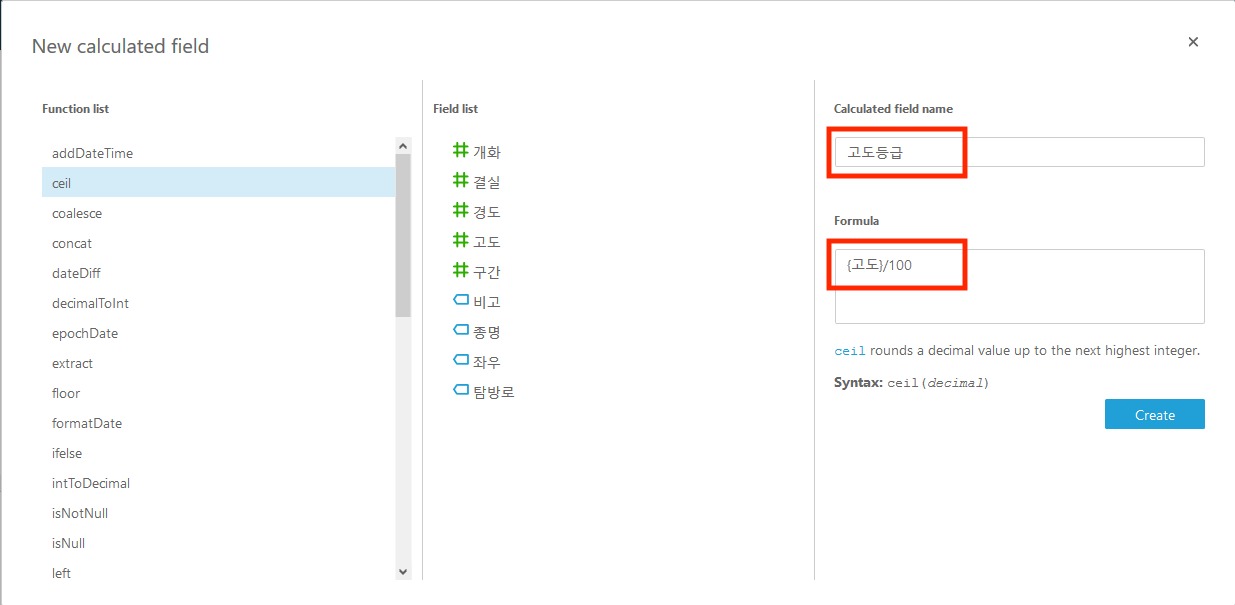 New calculated field
×
Function list
addDateTime
ceil
coalesce
concat
dateDiff
decimalToInt
epochDate
extract
floor
formatDate
ifelse
intToDecimal
isNotNull
isNull
left
Field list
개화
결실
경도
고도
구간
비고
종명
좌우
탐방로
Calculated field name
고도등급
Formula
{고도}/100
ceil rounds a decimal value up to the next highest integer.
Syntax: ceil(decimal)
Create